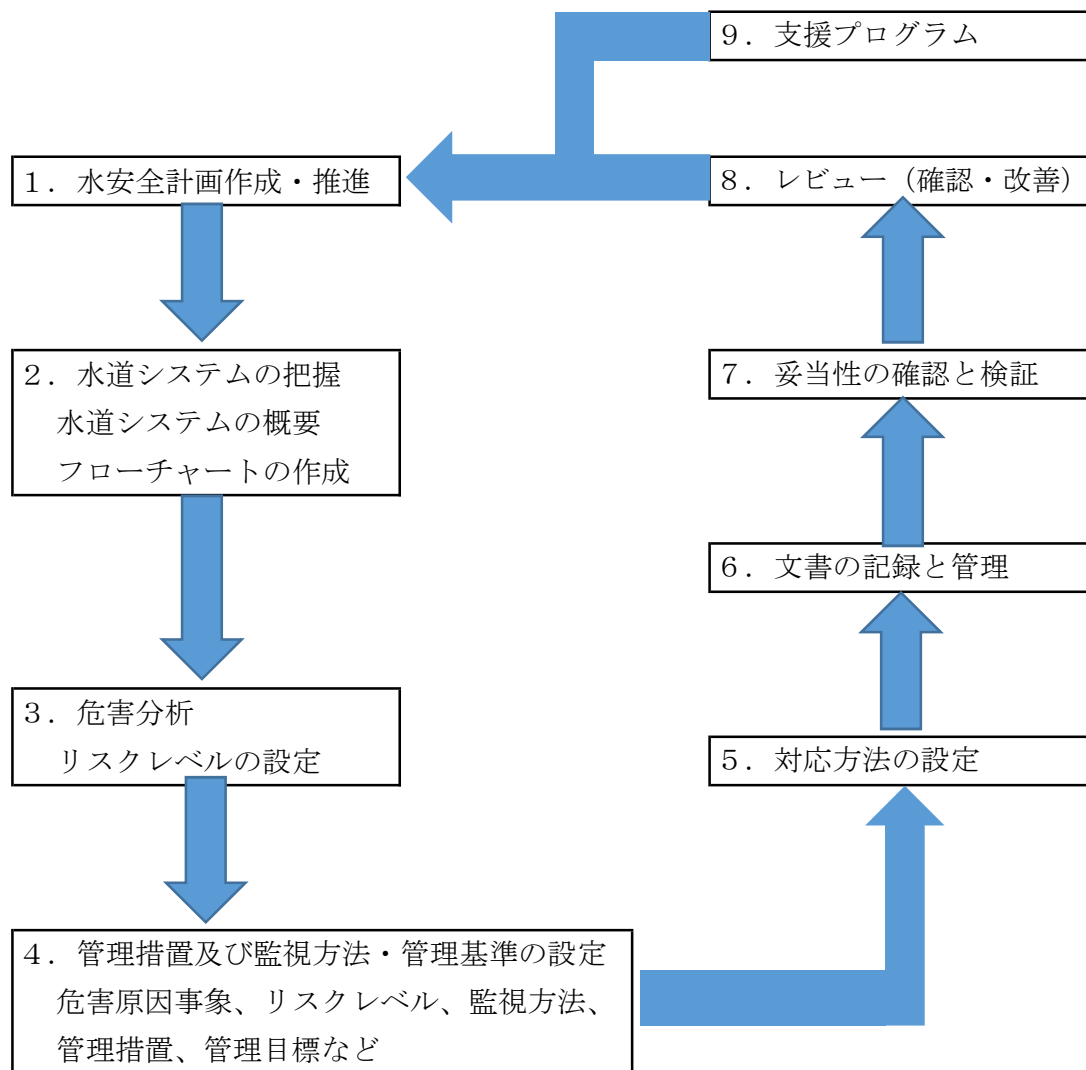 ９．支援プログラム
１．水安全計画作成・推進
８．レビュー（確認・改善）
２．水道システムの把握
水道システムの概要
フローチャートの作成
７．妥当性の確認と検証
６．文書の記録と管理
３．危害分析
リスクレベルの設定
５．対応方法の設定
４．管理措置及び監視方法・管理基準の設定
危害原因事象、リスクレベル、監視方法、
管理措置、管理目標など